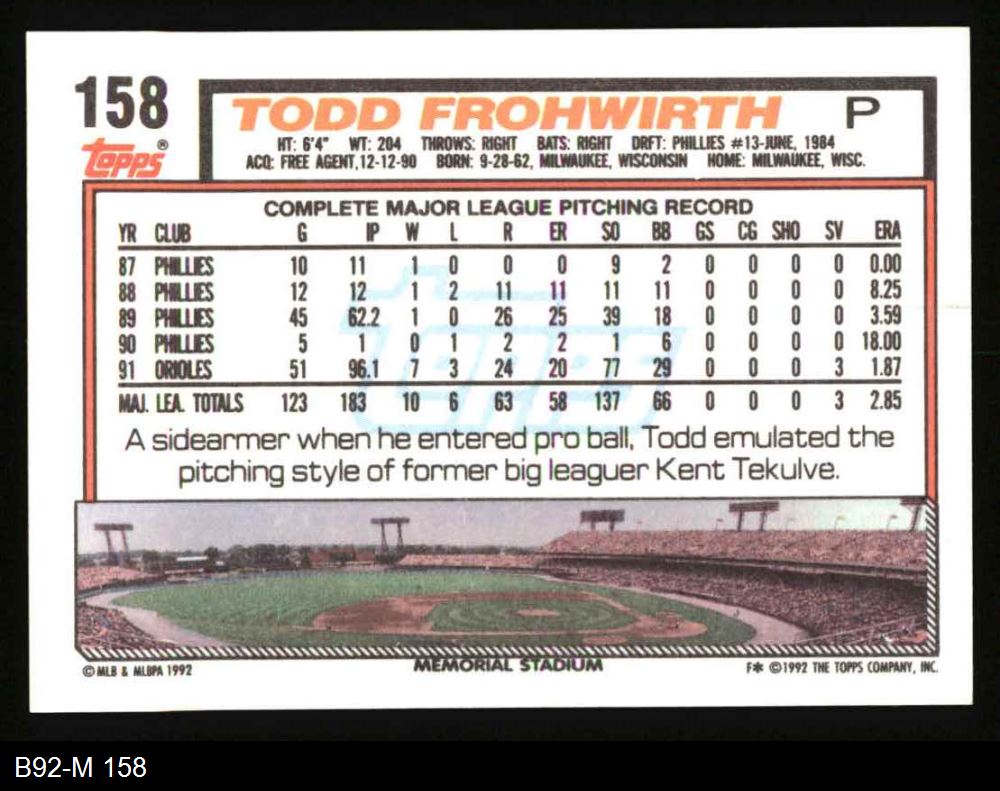 158
TOPPS®
TODD FROHWIRTH P
HT: 6'4" WT: 204 THROWS: RIGHT BATS: RIGHT DRFT: PHILLIES #13-JUNE, 1984
ACQ: FREE AGENT, 12-12-90 BORN: 9-28-62, MILWAUKEE, WISCONSIN HOME: MILWAUKEE, WISC.
COMPLETE MAJOR LEAGUE PITCHING RECORD
YR CLUB G IP W L R ER SO BB GS CG SHO SV ERA
87 PHILLIES 10 11 1 0 0 0 9 2 0 0 0 0 0.00
88 PHILLIES 12 12 1 2 11 11 11 11 0 0 0 0 8.25
89 PHILLIES 45 62.2 1 0 26 25 39 18 0 0 0 0 3.59
90 PHILLIES 5 1 0 1 2 2 1 6 0 0 0 0 18.00
91 ORIOLES 51 96.1 7 3 24 20 77 29 0 0 0 3 1.87
MAJ. LEA. TOTALS 123 183 10 6 63 58 137 66 0 0 0 3 2.85
A sidearmer when he entered pro ball, Todd emulated the
pitching style of former big leaguer Kent Tekulve.
© MLB & MLBPA 1992 MEMORIAL STADIUM F* © 1992 THE TOPPS COMPANY, INC.
B92-M 158